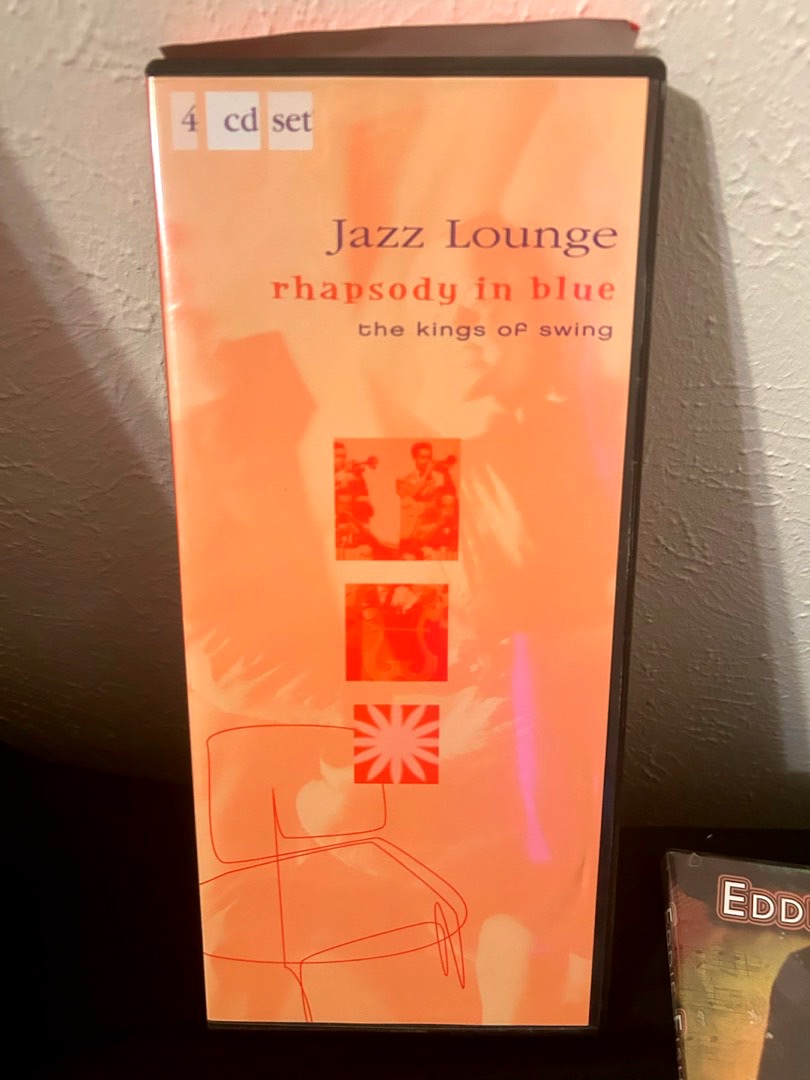 4 cd set
Jazz Lounge
rhapsody in blue
the kings of swing